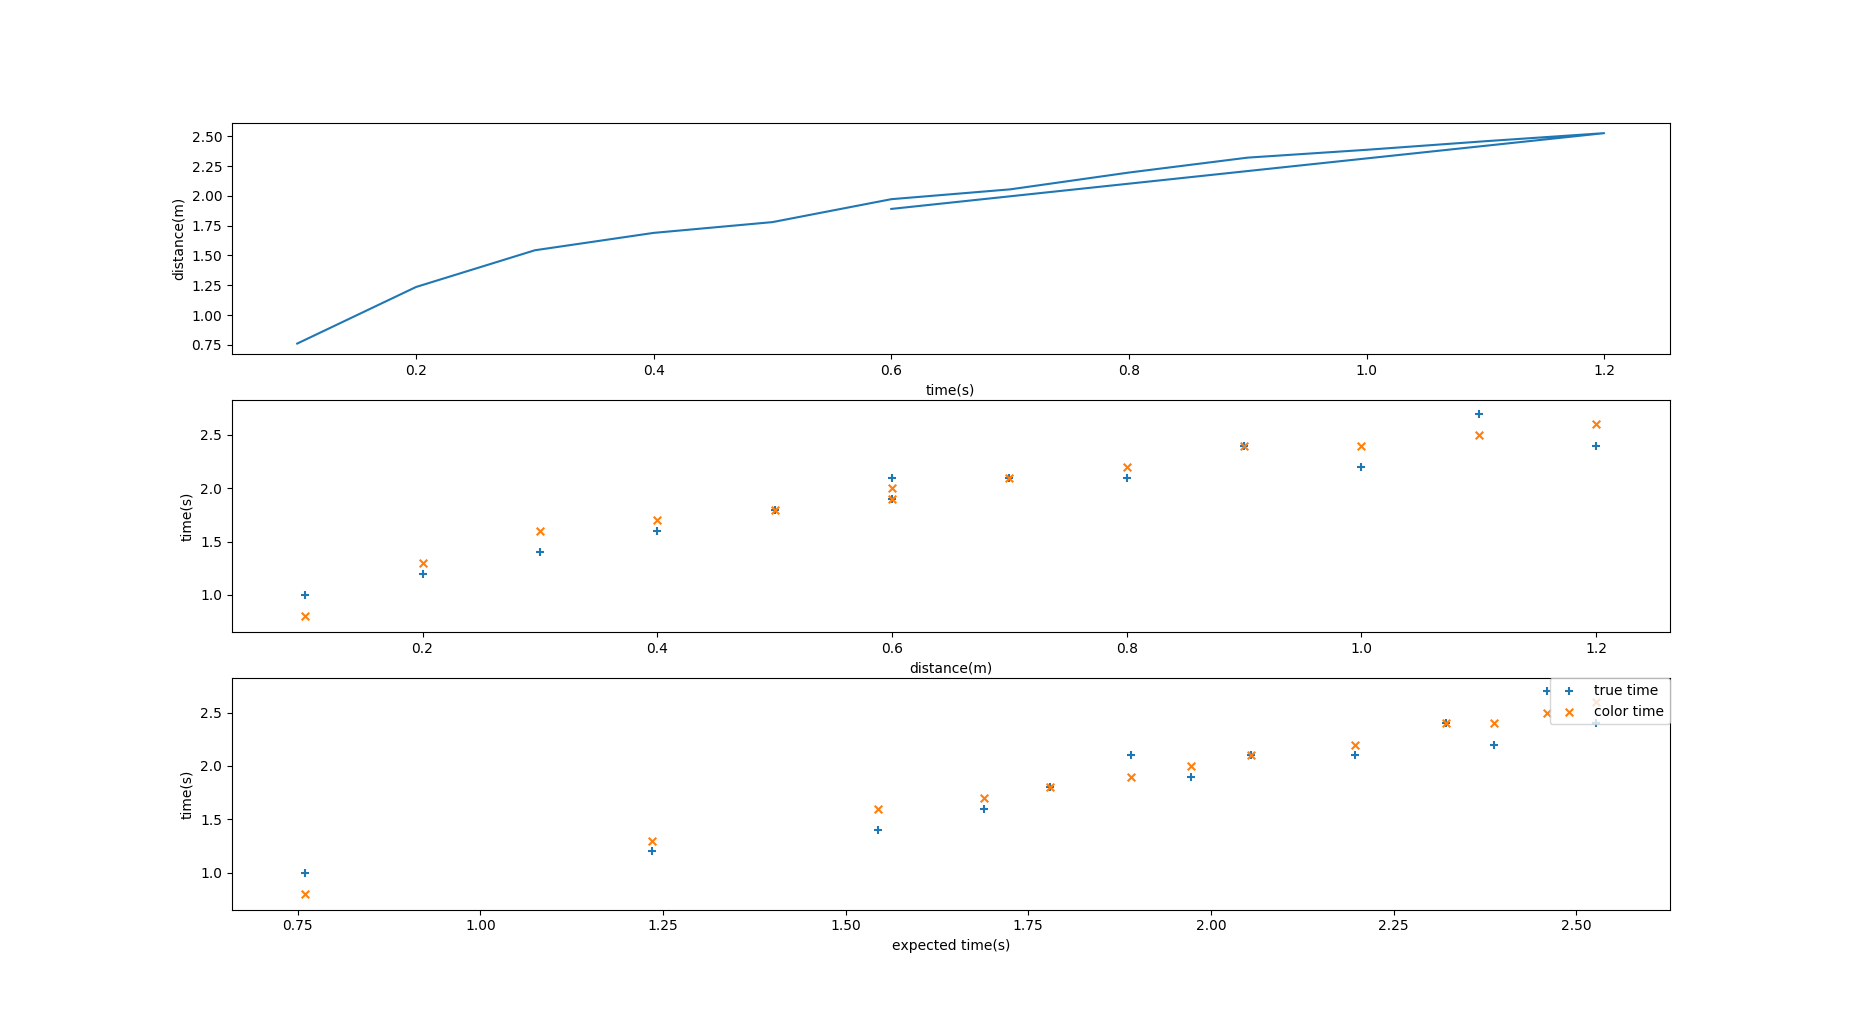 2.50
2.25
2.00
1.75
1.50
1.25
1.00
0.75
distance(m)
0.2 0.4 0.6 0.8 1.0 1.2
time(s)
2.5
2.0
1.5
1.0
time(s)
0.2 0.4 0.6 0.8 1.0 1.2
distance(m)
true time
color time
2.5
2.0
1.5
1.0
time(s)
0.75 1.00 1.25 1.50 1.75 2.00 2.25 2.50
expected time(s)